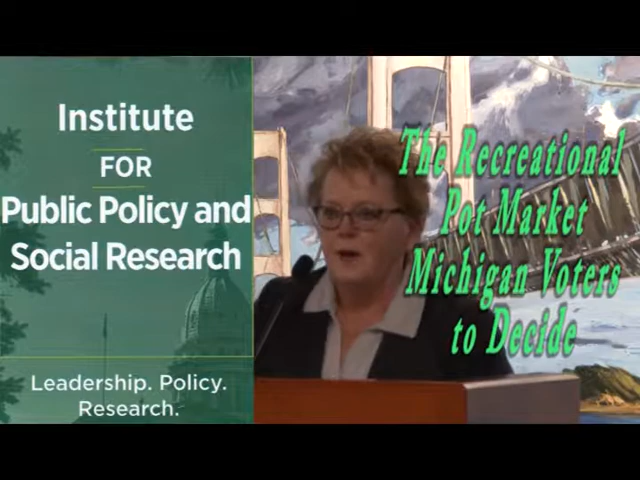 Institute
FOR
Public Policy and
Social Research
Leadership. Policy.
Research.
The Recreational
Pot Market
Michigan Voters
to Decide